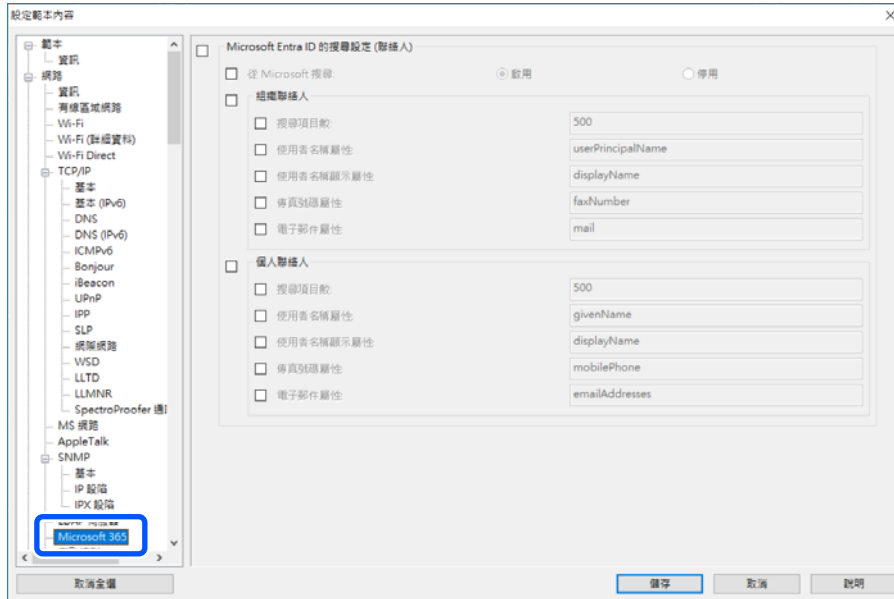 設定範本內容
範本
資訊
網路
資訊
有線區域網路
Wi-Fi
Wi-Fi (詳細資料)
Wi-Fi Direct
TCP/IP
基本
基本 (IPv6)
DNS
DNS (IPv6)
ICMPv6
Bonjour
iBeacon
UPnP
IPP
SLP
網際網路
WSD
LLTD
LLMNR
SpectroProofer
MS 網路
AppleTalk
SNMP
基本
IP 設陷
IPX 設陷
Microsoft 365
取消全選
Microsoft Entra ID 的搜尋設定 (聯絡人)
從 Microsoft 搜尋: 啟用 停用
組織聯絡人
搜尋項目數: 500
使用者名稱屬性: userPrincipalName
使用者名稱顯示屬性: displayName
傳真號碼屬性: faxNumber
電子郵件屬性: mail
個人聯絡人
搜尋項目數: 500
使用者名稱屬性: givenName
使用者名稱顯示屬性: displayName
傳真號碼屬性: mobilePhone
電子郵件屬性: emailAddresses
儲存 取消 說明